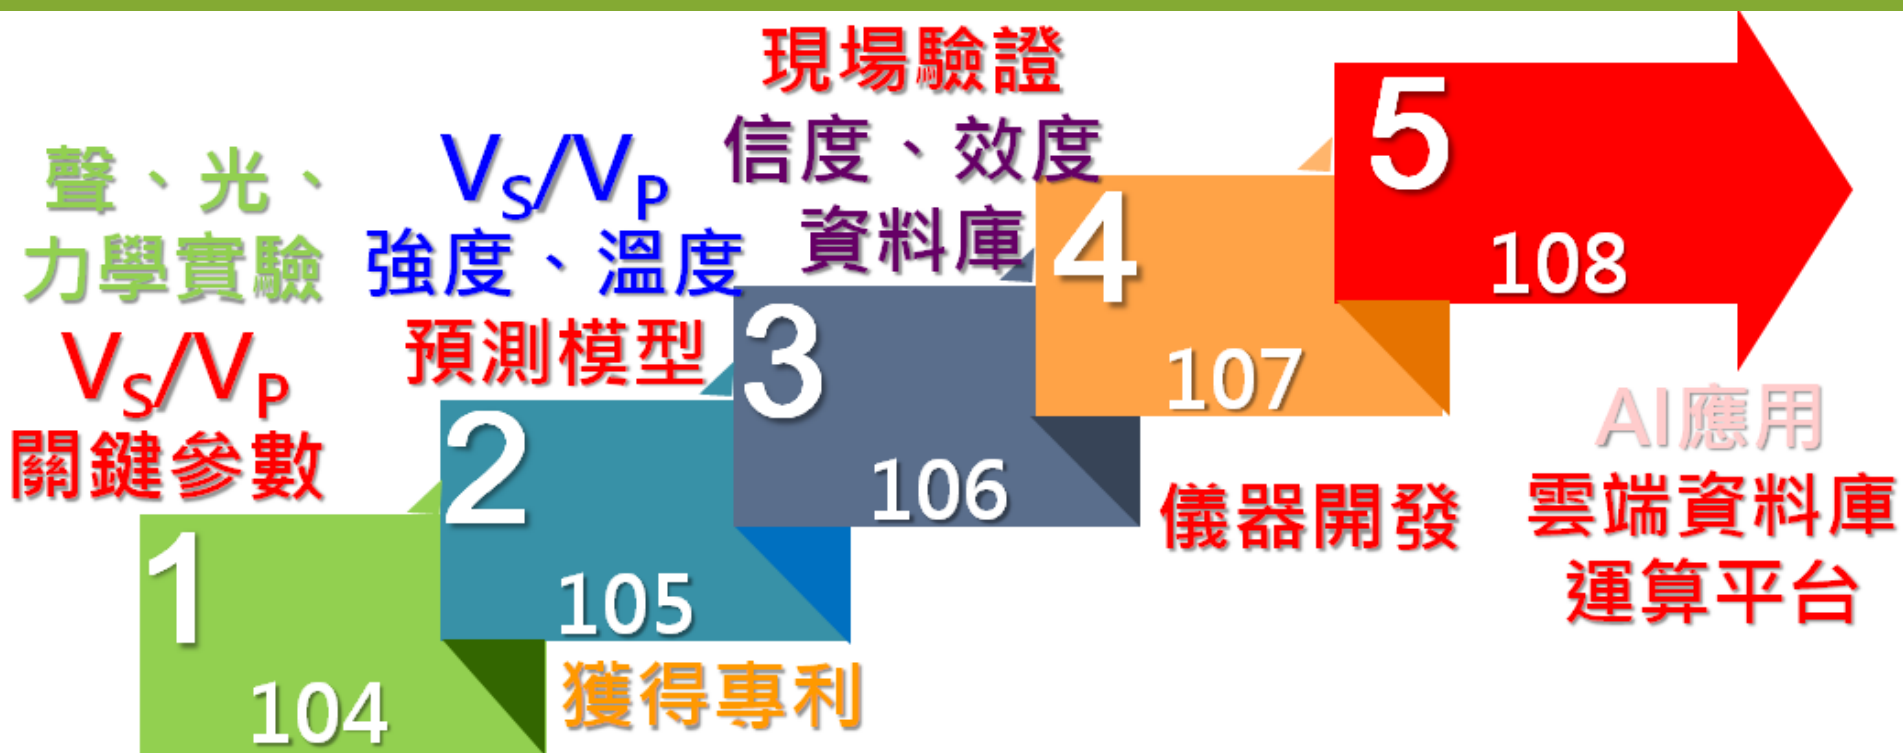 聲、光、
力學實驗
VS/VP
關鍵參數
1
104
VS/VP
強度、溫度
預測模型
2
105
獲得專利
現場驗證
信度、效度
資料庫
3
106
4
107
儀器開發
5
108
AI應用
雲端資料庫
運算平台